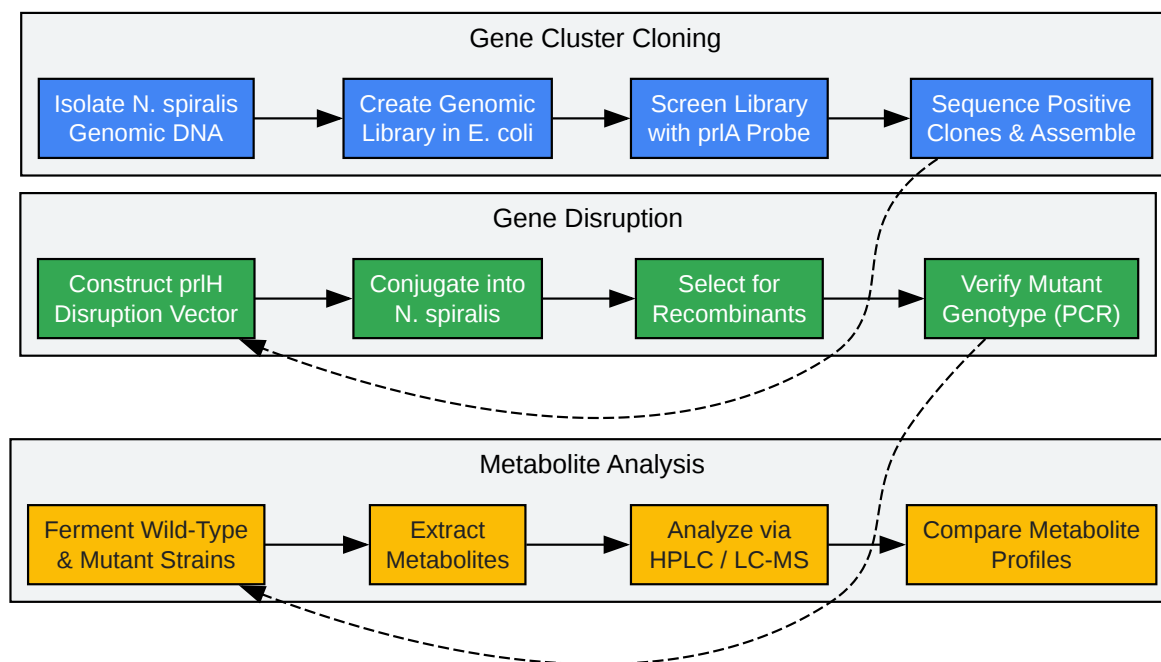 Gene Cluster Cloning
Isolate N. spiralis
Genomic DNA
Create Genomic
Library in E. coli
Screen Library
with prlA Probe
Sequence Positive
Clones & Assemble
Gene Disruption
Construct prlH
Disruption Vector
Conjugate into
N. spiralis
Select for
Recombinants
Verify Mutant
Genotype (PCR)
Metabolite Analysis
Ferment Wild-Type
& Mutant Strains
Extract
Metabolites
Analyze via
HPLC / LC-MS
Compare Metabolite
Profiles